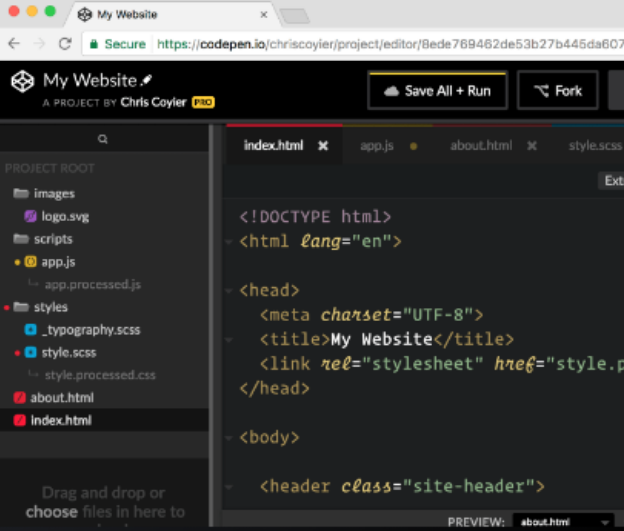 My Website ×
Secure https://codepen.io/chriscoyier/project/editor/8ede769462de53b27b445da607
My Website
A PROJECT BY Chris Coyier PRO
Save All + Run
Fork
index.html × app.js about.html × style.scss
PROJECT ROOT
images
logo.svg
scripts
app.js
app.processed.js
styles
_typography.scss
style.scss
style.processed.css
about.html
index.html
Drag and drop or
choose files in here to
Ext
<!DOCTYPE html>
<html lang="en">
<head>
<meta charset="UTF-8">
<title>My Website</title>
<link rel="stylesheet" href="style.p
</head>
<body>
<header class="site-header">
PREVIEW: about.html